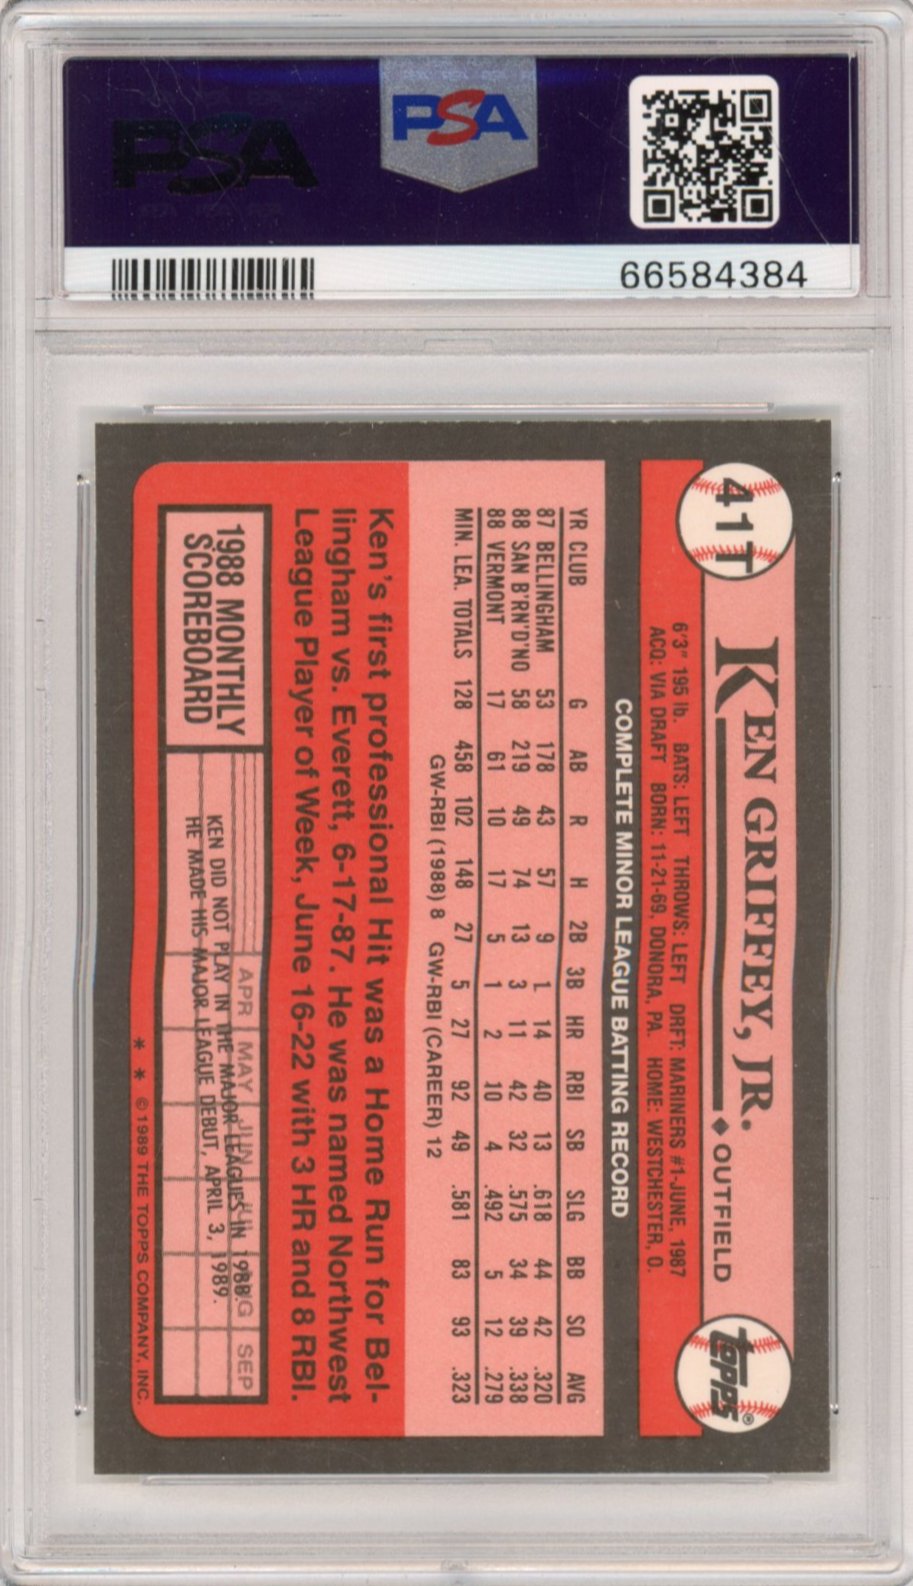 PSA
PSA
66584384
41T
KEN GRIFFEY, JR. ◆ OUTFIELD
TOPPS®
6'3" 195 lb. BATS: LEFT THROWS: LEFT DRFT: MARINERS #1-JUNE, 1987
ACQ: VIA DRAFT BORN: 11-21-69, DONORA, PA. HOME: WESTCHESTER, O.
COMPLETE MINOR LEAGUE BATTING RECORD
YR CLUB G AB R H 2B 3B HR RBI SB SLG BB SO AVG
87 BELLINGHAM 53 178 43 57 9 1 14 40 13 .618 44 42 .320
88 SAN B'RN'D'NO 58 219 49 74 13 3 11 42 32 .575 34 39 .338
88 VERMONT 17 61 10 17 5 1 2 10 4 .492 5 12 .279
MIN. LEA. TOTALS 128 458 102 148 27 5 27 92 49 .581 83 93 .323
GW-RBI (1988) 8 GW-RBI (CAREER) 12
Ken's first professional Hit was a Home Run for Bel-
lingham vs. Everett, 6-17-87. He was named Northwest
League Player of Week, June 16-22 with 3 HR and 8 RBI.
1988 MONTHLY
SCOREBOARD
APR MAY JUN JUL AUG SEP
KEN DID NOT PLAY IN THE MAJOR LEAGUES IN 1988.
HE MADE HIS MAJOR LEAGUE DEBUT, APRIL 3, 1989.
* * © 1989 THE TOPPS COMPANY, INC.